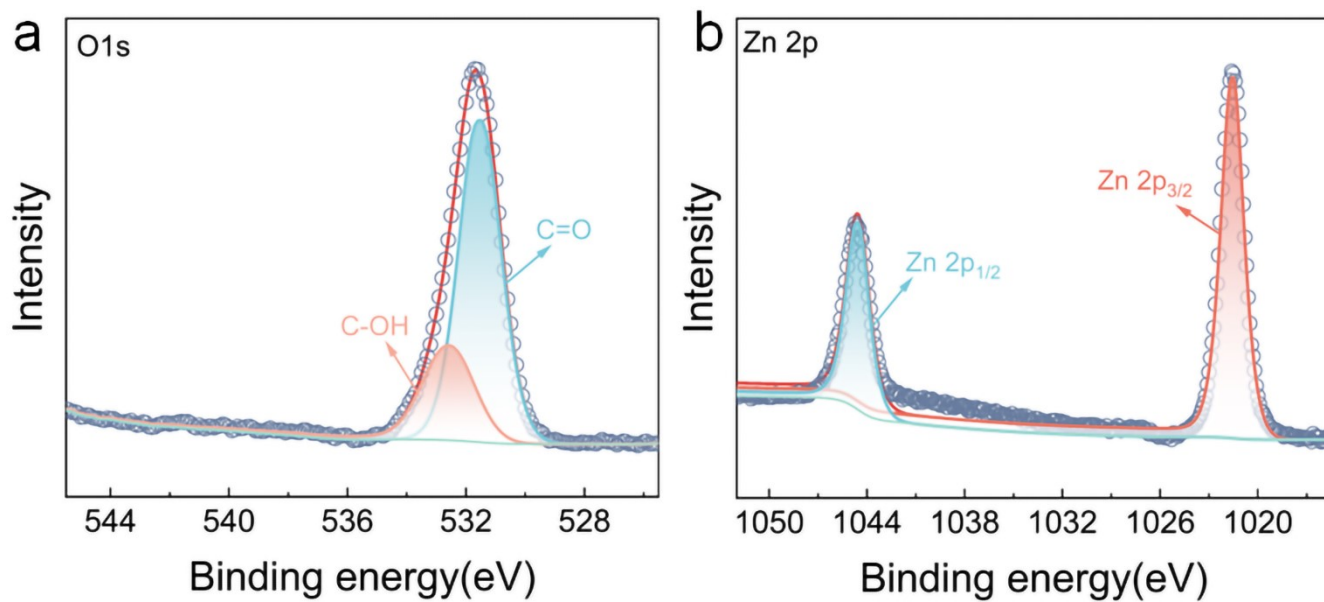 a
O1s
C=O
C-OH
Intensity
544 540 536 532 528
Binding energy(eV)
b
Zn 2p
Zn 2p3/2
Zn 2p1/2
Intensity
1050 1044 1038 1032 1026 1020
Binding energy(eV)